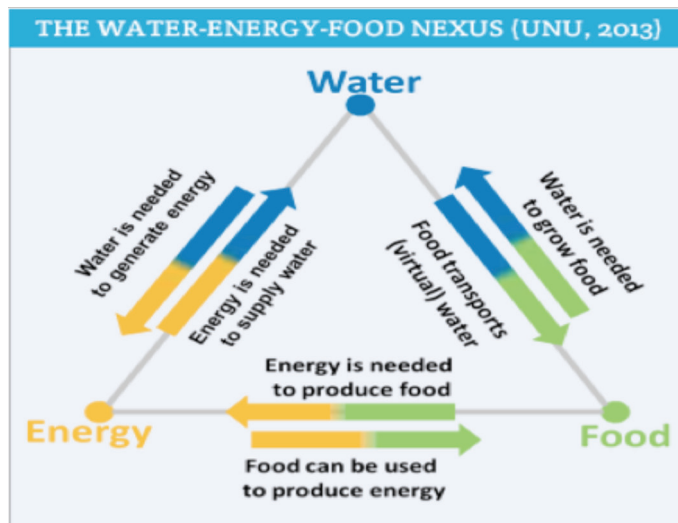 THE WATER-ENERGY-FOOD NEXUS (UNU, 2013)
Water
Water is needed
to generate energy
Energy is needed
to supply water
Food transports
(virtual) water
Water is needed
to grow food
Energy is needed
to produce food
Energy
Food
Food can be used
to produce energy